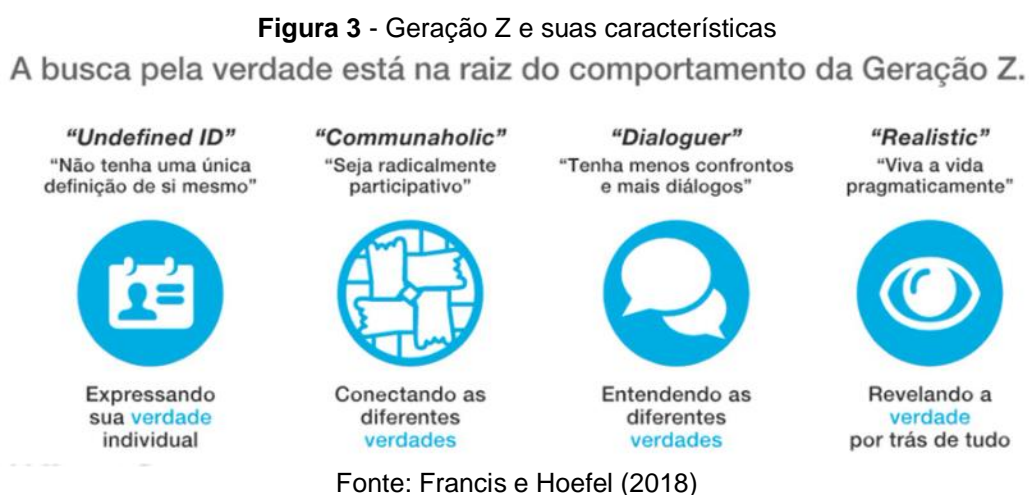 Figura 3 - Geração Z e suas características
A busca pela verdade está na raiz do comportamento da Geração Z.
"Undefined ID"
"Não tenha uma única
definição de si mesmo"
Expressando
sua verdade
individual
"Communaholic"
"Seja radicalmente
participativo"
Conectando as
diferentes
verdades
"Dialoguer"
"Tenha menos confrontos
e mais diálogos"
Entendendo as
diferentes
verdades
"Realistic"
"Viva a vida
pragmaticamente"
Revelando a
verdade
por trás de tudo
Fonte: Francis e Hoefel (2018)